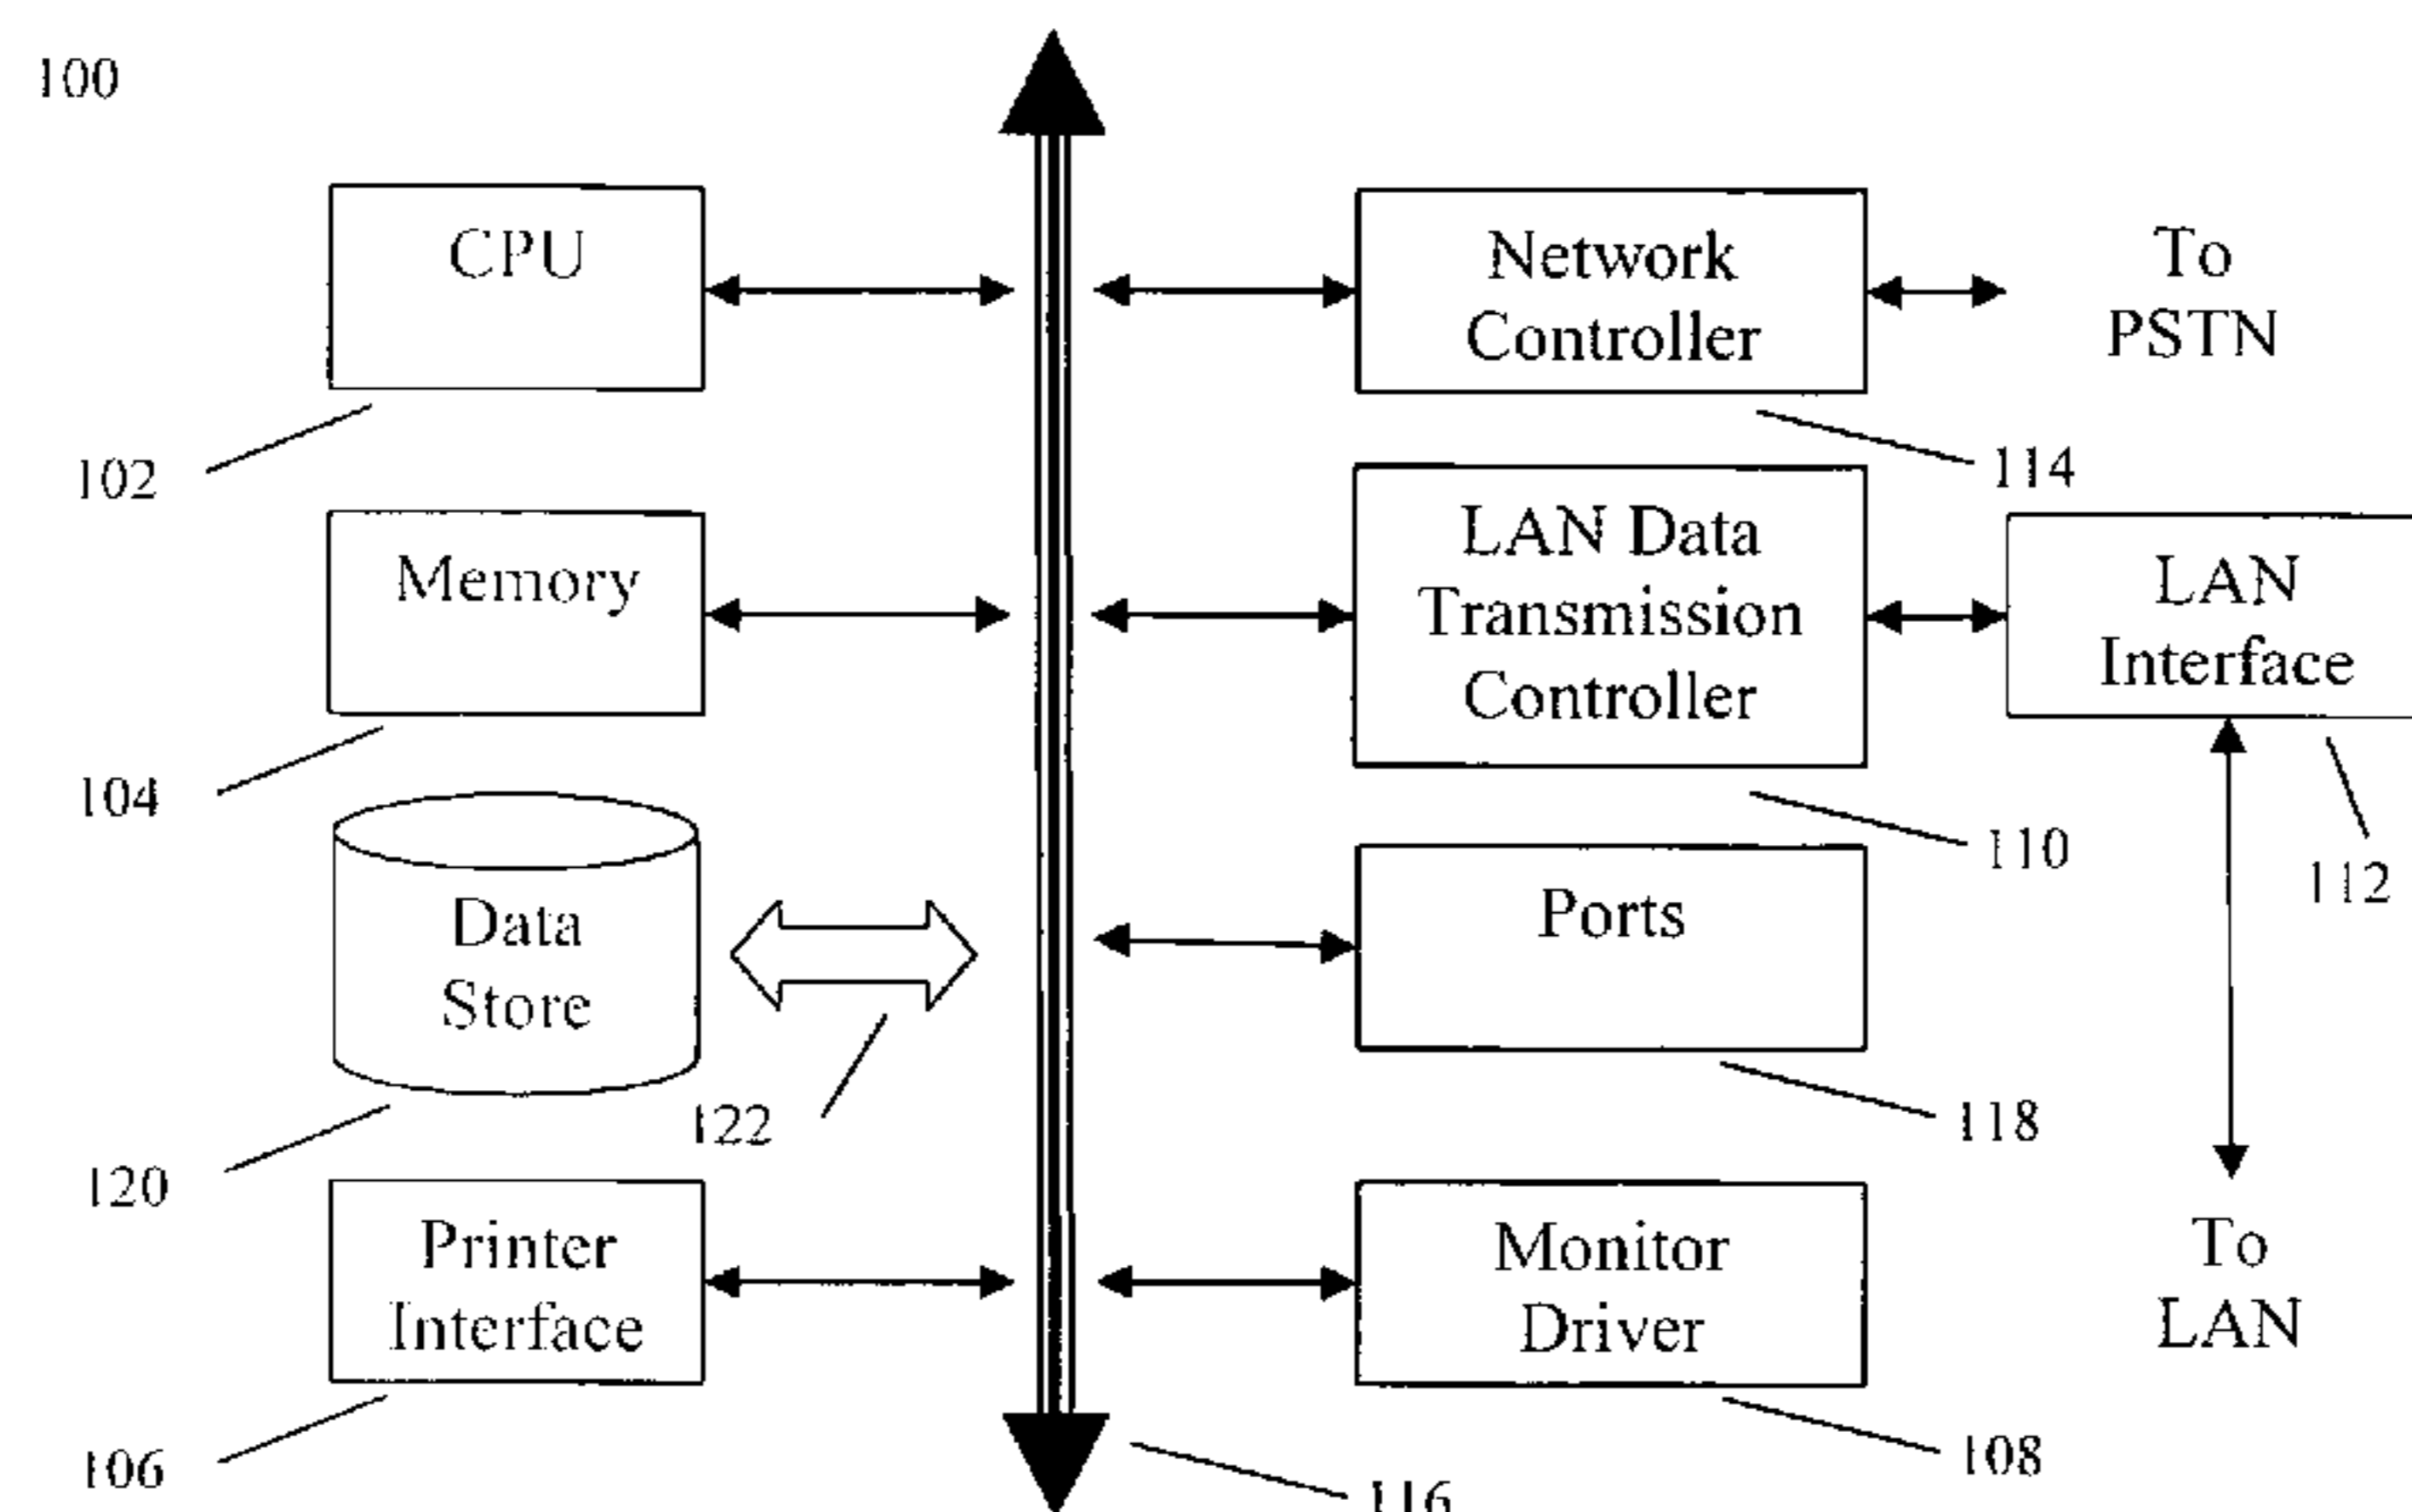 100
CPU
Network
Controller
To
PSTN
102
114
Memory
LAN Data
Transmission
Controller
LAN
Interface
104
110
112
Data
Store
Ports
122
118
120
Printer
Interface
Monitor
Driver
To
LAN
106
108
116